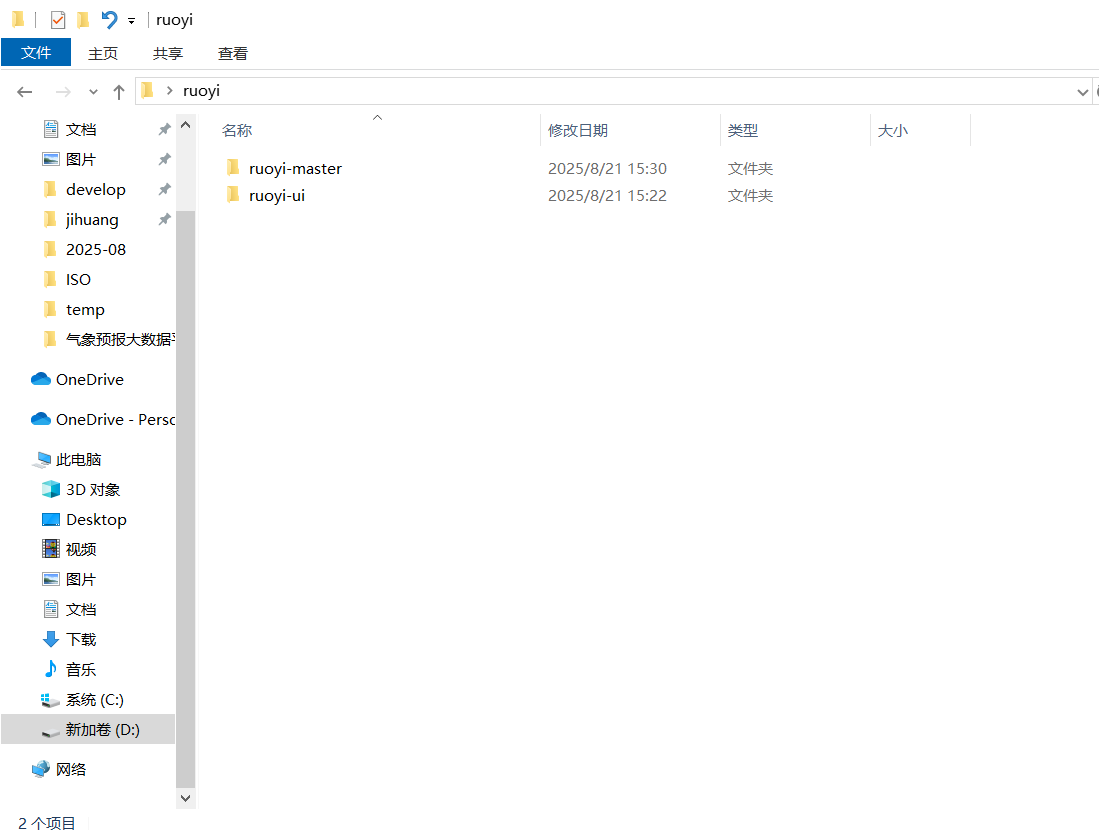 ruoyi
文件 主页 共享 查看
ruoyi
名称 修改日期 类型 大小
ruoyi-master 2025/8/21 15:30 文件夹
ruoyi-ui 2025/8/21 15:22 文件夹
文档
图片
develop
jihuang
2025-08
ISO
temp
气象预报大数据
OneDrive
OneDrive - Perso
此电脑
3D 对象
Desktop
视频
图片
文档
下载
音乐
系统 (C:)
新加卷 (D:)
网络
2 个项目